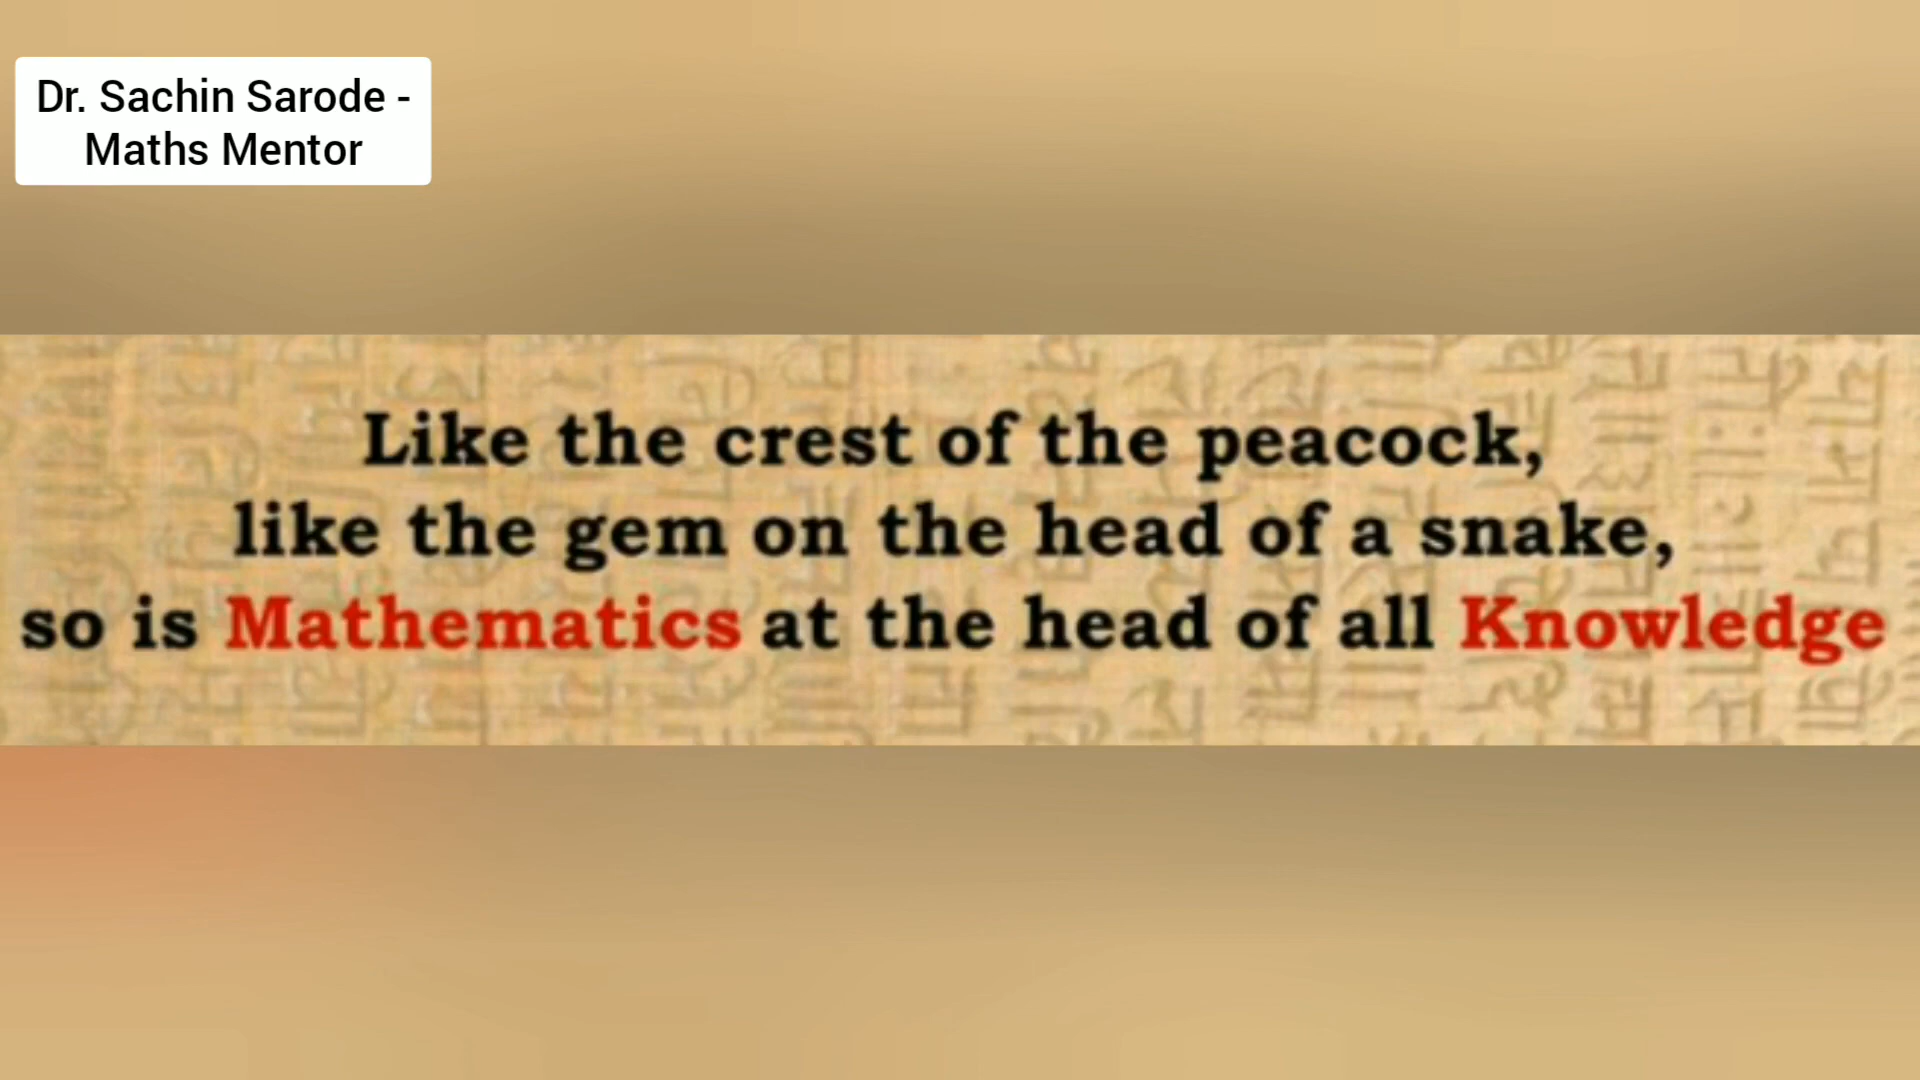 Dr. Sachin Sarode -
Maths Mentor
Like the crest of the peacock,
like the gem on the head of a snake,
so is Mathematics at the head of all Knowledge